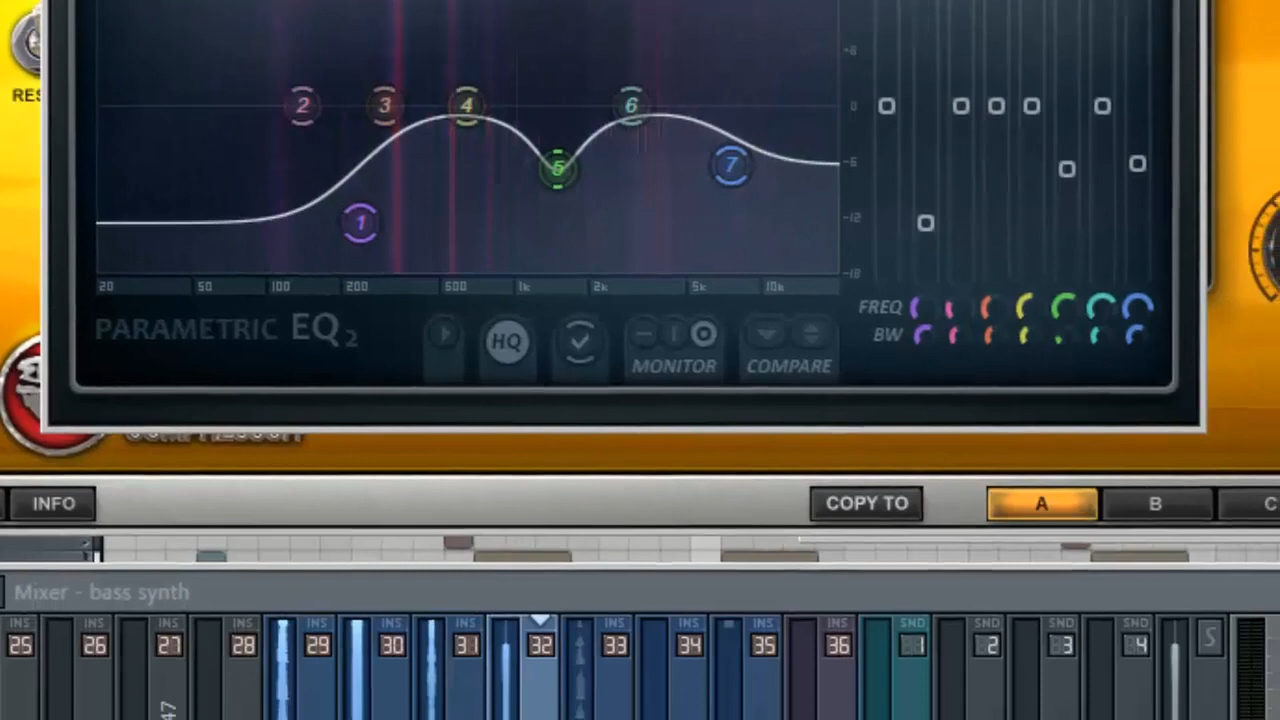 RES
2 3 4 6
5 7
1
-6
0
-6
-12
-18
20 50 100 200 500 1k 2k 5k 10k
PARAMETRIC EQ 2
HQ
MONITOR COMPARE
FREQ
BW
INFO COPY TO A B C
Mixer - bass synth
INS INS INS INS INS INS INS INS INS INS INS INS SND SND SND SND
25 26 27 28 29 30 31 32 33 34 35 36 1 2 3 4 S
47